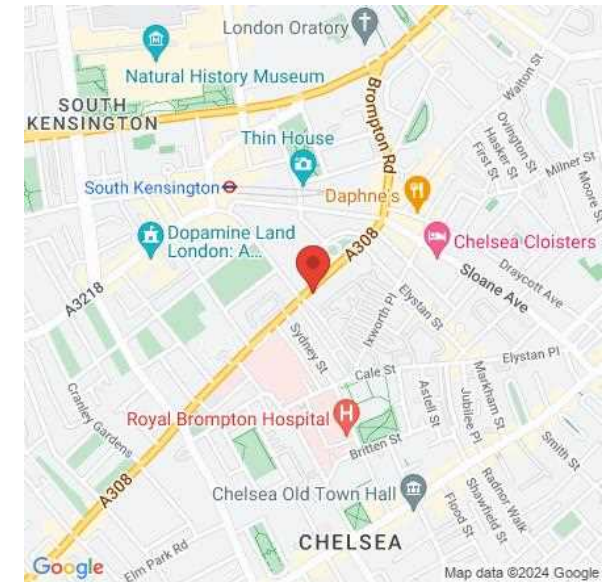 London Oratory
Natural History Museum
SOUTH
KENSINGTON
Brompton Rd
Walton St
Ovington St
Hasker St
First St
Milner St
Moore St
Thin House
South Kensington
Daphne's
Dopamine Land
London: A...
A308
Chelsea Cloisters
Sloane Ave
Draycott Ave
A3218
Ixworth Pl
Elystan St
Sydney St
Elystan Pl
Cale St
Cranley Gardens
Astell St
Markham St
Jubilee Pl
Royal Brompton Hospital
H
Britten St
Smith St
A308
Chelsea Old Town Hall
Radnor Walk
Shawfield St
Flood St
CHELSEA
Elm Park Rd
Google
Map data ©2024 Google